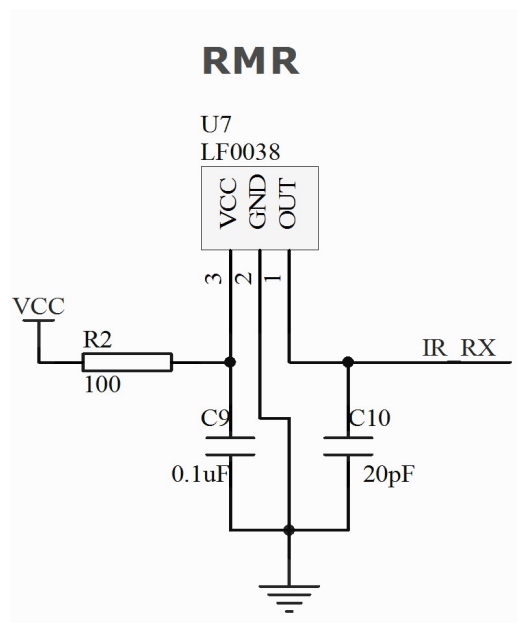 RMR
U7
LF0038
VCC
GND
OUT
3
2
1
VCC
R2
100
IR_RX
C9
0.1uF
C10
20pF